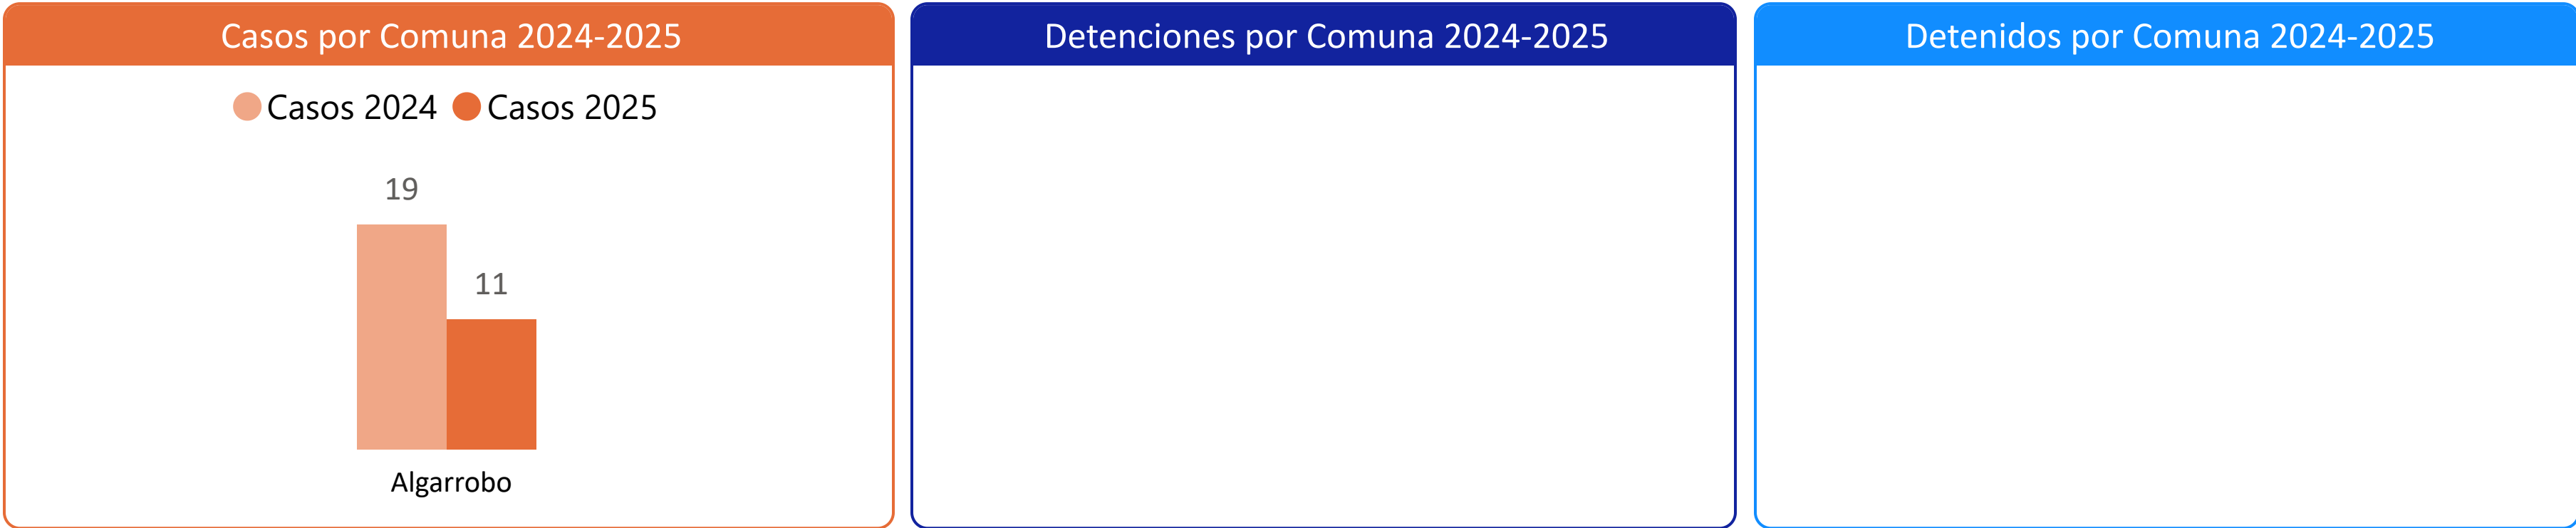 Casos por Comuna 2024-2025
Casos 2024 Casos 2025
19
11
Algarrobo
Detenciones por Comuna 2024-2025
Detenidos por Comuna 2024-2025